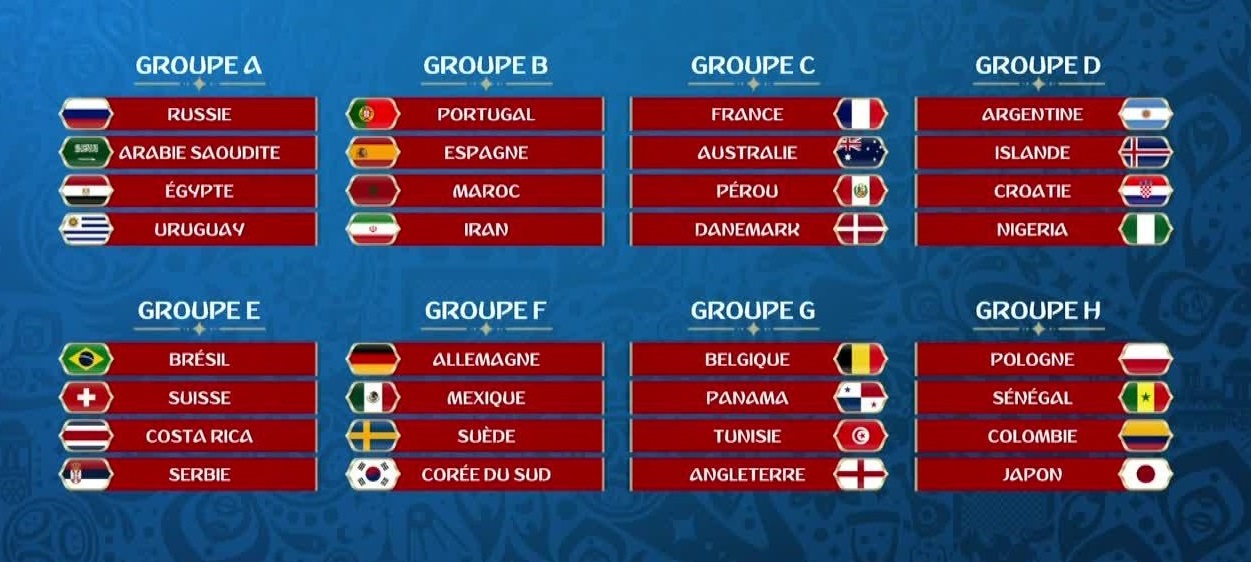 GROUPE A
RUSSIE
ARABIE SAOUDITE
ÉGYPTE
URUGUAY
GROUPE B
PORTUGAL
ESPAGNE
MAROC
IRAN
GROUPE C
FRANCE
AUSTRALIE
PÉROU
DANEMARK
GROUPE D
ARGENTINE
ISLANDE
CROATIE
NIGERIA
GROUPE E
BRÉSIL
SUISSE
COSTA RICA
SERBIE
GROUPE F
ALLEMAGNE
MEXIQUE
SUÈDE
CORÉE DU SUD
GROUPE G
BELGIQUE
PANAMA
TUNISIE
ANGLETERRE
GROUPE H
POLOGNE
SÉNÉGAL
COLOMBIE
JAPON